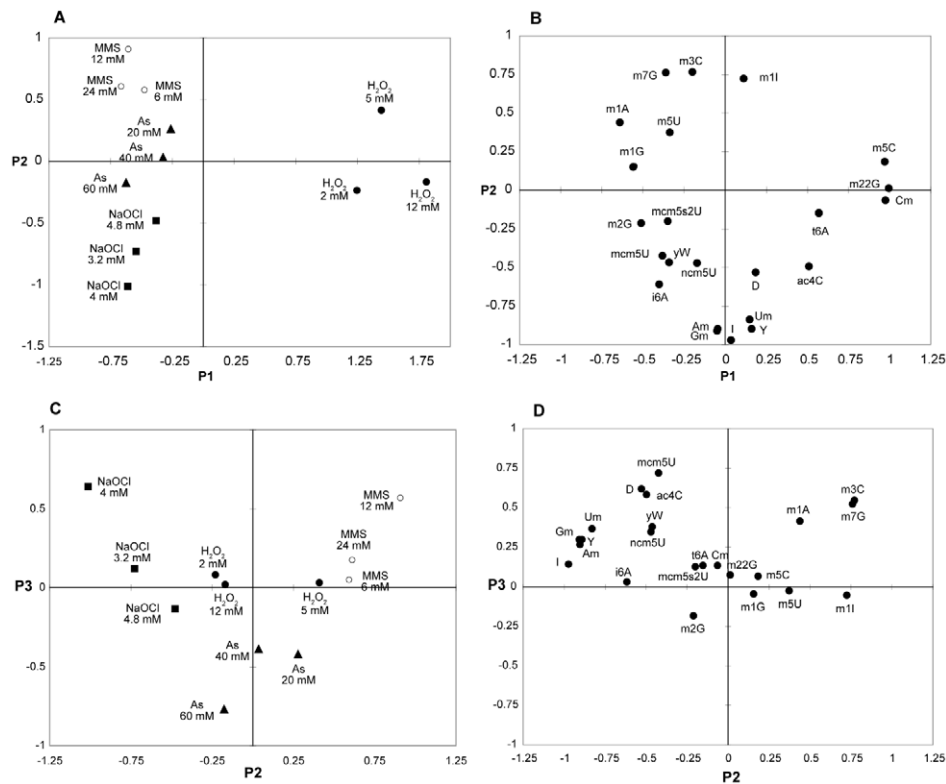 A
1
MMS
12 mM
MMS
24 mM
MMS
6 mM
H₂O₂
5 mM
0.5
As
20 mM
As
40 mM
P2
0
As
60 mM
H₂O₂
2 mM
H₂O₂
12 mM
NaOCl
4.8 mM
-0.5
NaOCl
3.2 mM
NaOCl
4 mM
-1
-1.5
-1.25 -0.75 -0.25 0.25 0.75 1.25 1.75
P1
B
1
0.75
m7G
m3C
m1I
0.5
m1A
m5U
0.25
m1G
m5C
P2
0
m22G
Cm
-0.25
m2G
mcm5s2U
t6A
mcm5U
yW
ncm5U
-0.5
D
ac4C
i6A
-0.75
Um
Am
Gm
I
Y
-1
-1 -0.75 -0.5 -0.25 0 0.25 0.5 0.75 1 1.25
P1
C
1
NaOCl
4 mM
MMS
12 mM
0.5
NaOCl
3.2 mM
H₂O₂
2 mM
MMS
24 mM
MMS
6 mM
P3
0
H₂O₂
12 mM
H₂O₂
5 mM
NaOCl
4.8 mM
As
40 mM
As
20 mM
-0.5
As
60 mM
-1
-1.25 -0.75 -0.25 0.25 0.75 1.25
P2
D
1
0.75
mcm5U
D
ac4C
m3C
m7G
0.5
m1A
yW
Um
Gm
Y
Am
ncm5U
0.25
I
t6A
Cm
m22G
mcm5s2U
i6A
m5C
P3
0
m1G
m5U
m1I
m2G
-0.25
-0.5
-0.75
-1
-1.25 -1 -0.75 -0.5 -0.25 0 0.25 0.5 0.75 1 1.25
P2